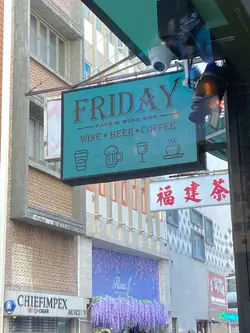 FRIDAY
CAFE & WINE BAR
WINE * BEER * COFFEE
福建茶
CHIEFIMPEX